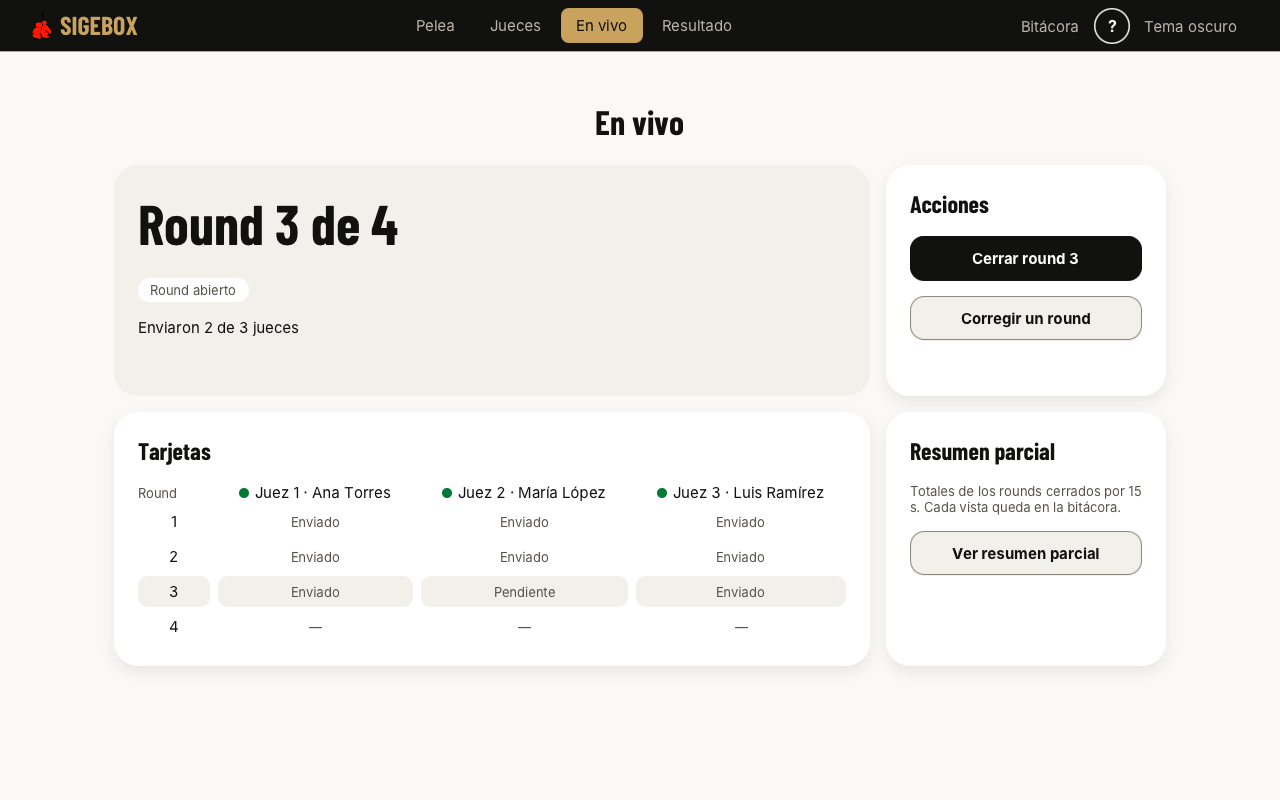 SIGEBOX
Pelea
Jueces
En vivo
Resultado
Bitácora
?
Tema oscuro
En vivo
Round 3 de 4
Round abierto
Enviaron 2 de 3 jueces
Acciones
Cerrar round 3
Corregir un round
Tarjetas
Round Juez 1 · Ana Torres Juez 2 · María López Juez 3 · Luis Ramírez
1 Enviado Enviado Enviado
2 Enviado Enviado Enviado
3 Enviado Pendiente Enviado
4 — — —
Resumen parcial
Totales de los rounds cerrados por 15
s. Cada vista queda en la bitácora.
Ver resumen parcial